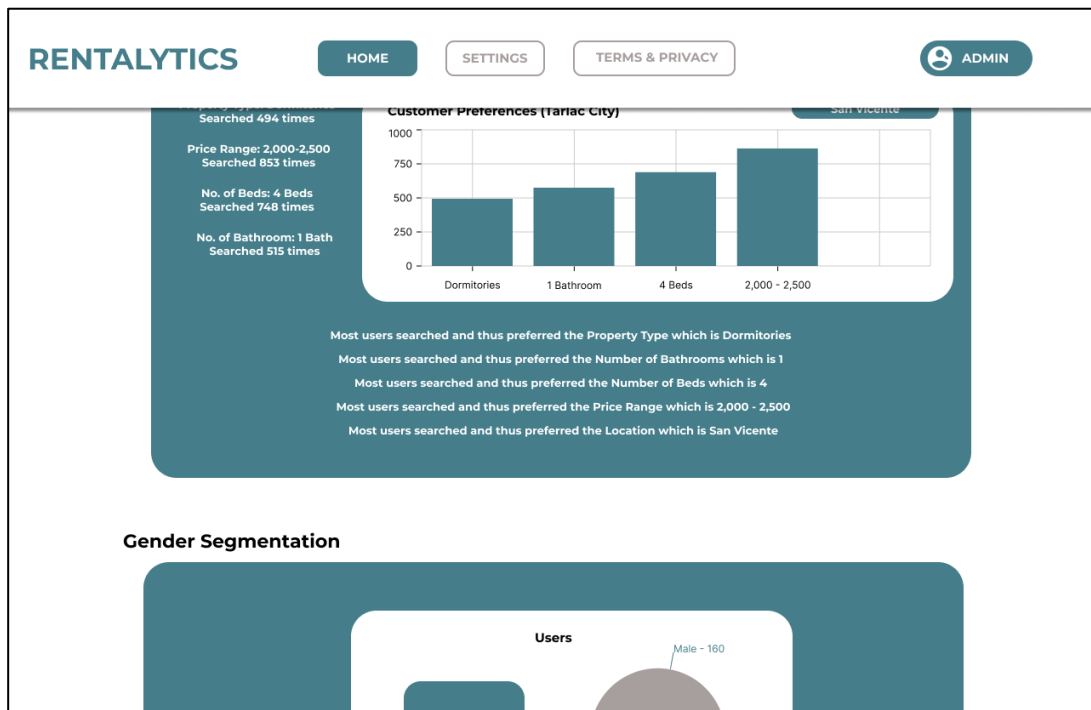 RENTALYTICS
HOME
SETTINGS
TERMS & PRIVACY
ADMIN
Searched 494 times
Price Range: 2,000-2,500
Searched 853 times
No. of Beds: 4 Beds
Searched 748 times
No. of Bathroom: 1 Bath
Searched 515 times
Customer Preferences (Tarlac City)
San Vicente
1000
750
500
250
0
Dormitories
1 Bathroom
4 Beds
2,000 - 2,500
Most users searched and thus preferred the Property Type which is Dormitories
Most users searched and thus preferred the Number of Bathrooms which is 1
Most users searched and thus preferred the Number of Beds which is 4
Most users searched and thus preferred the Price Range which is 2,000 - 2,500
Most users searched and thus preferred the Location which is San Vicente
Gender Segmentation
Users
Male - 160